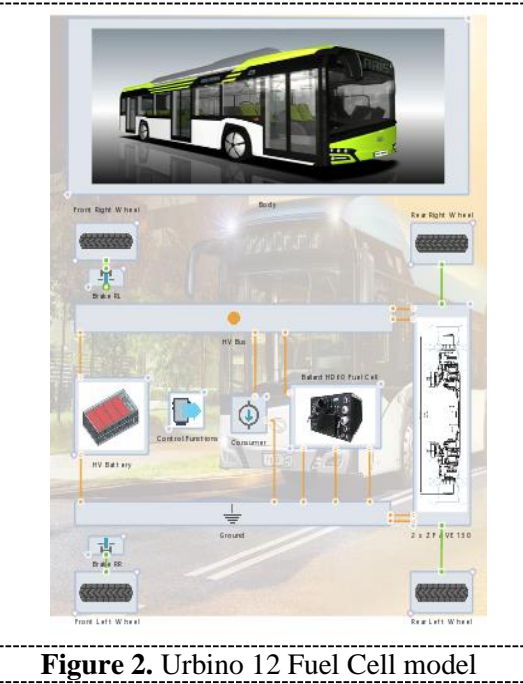 Body
Front Right Wheel
Rear Right Wheel
Brake RL
HV Bus
Ballard HD60 Fuel Cell
Control Functions
Consumer
HV Battery
Ground
2 x ZF AVE 130
Brake RR
Front Left Wheel
Rear Left Wheel
Figure 2. Urbino 12 Fuel Cell model